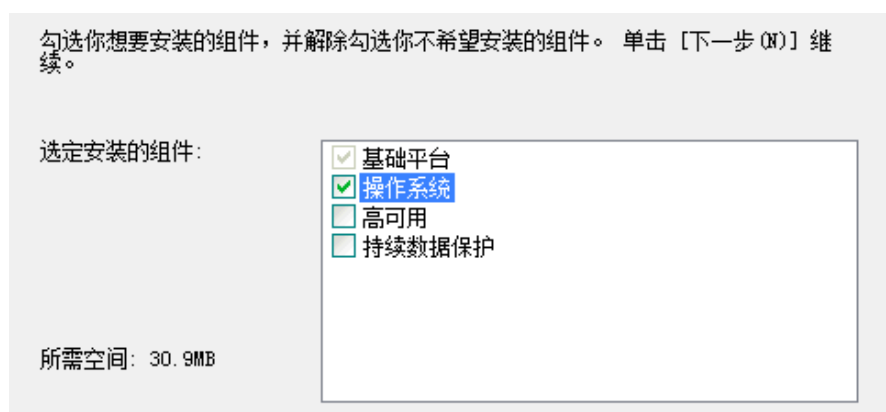 勾选你想要安装的组件，并解除勾选你不希望安装的组件。 单击 [下一步(N)] 继
续。
选定安装的组件:
基础平台
操作系统
高可用
持续数据保护
所需空间: 30.9MB